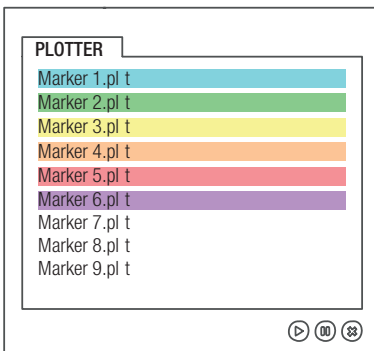 PLOTTER
Marker 1.pl t
Marker 2.pl t
Marker 3.pl t
Marker 4.pl t
Marker 5.pl t
Marker 6.pl t
Marker 7.pl t
Marker 8.pl t
Marker 9.pl t